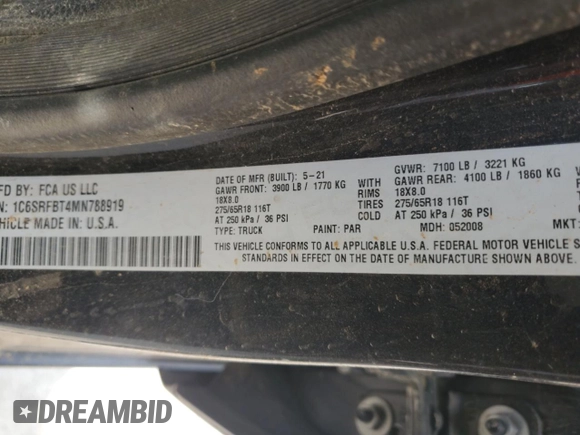 MFD BY: FCA US LLC
DATE OF MFR (BUILT): 5-21
GVWR: 7100 LB / 3221 KG
GAWR FRONT: 3900 LB / 1770 KG WITH GAWR REAR: 4100 LB / 1860 KG
18X8.0 RIMS 18X8.0
275/65R18 116T TIRES 275/65R18 116T
AT 250 kPa / 36 PSI COLD AT 250 kPa / 36 PSI
N: 1C6SRFBT4MN788919
VEHICLE MADE IN U.S.A.
TYPE: TRUCK PAINT: PAR MDH: 052008 MKT:
THIS VEHICLE CONFORMS TO ALL APPLICABLE U.S.A. FEDERAL MOTOR VEHICLE S
STANDARDS IN EFFECT ON THE DATE OF MANUFACTURE SHOWN ABOVE.
DREAMBID